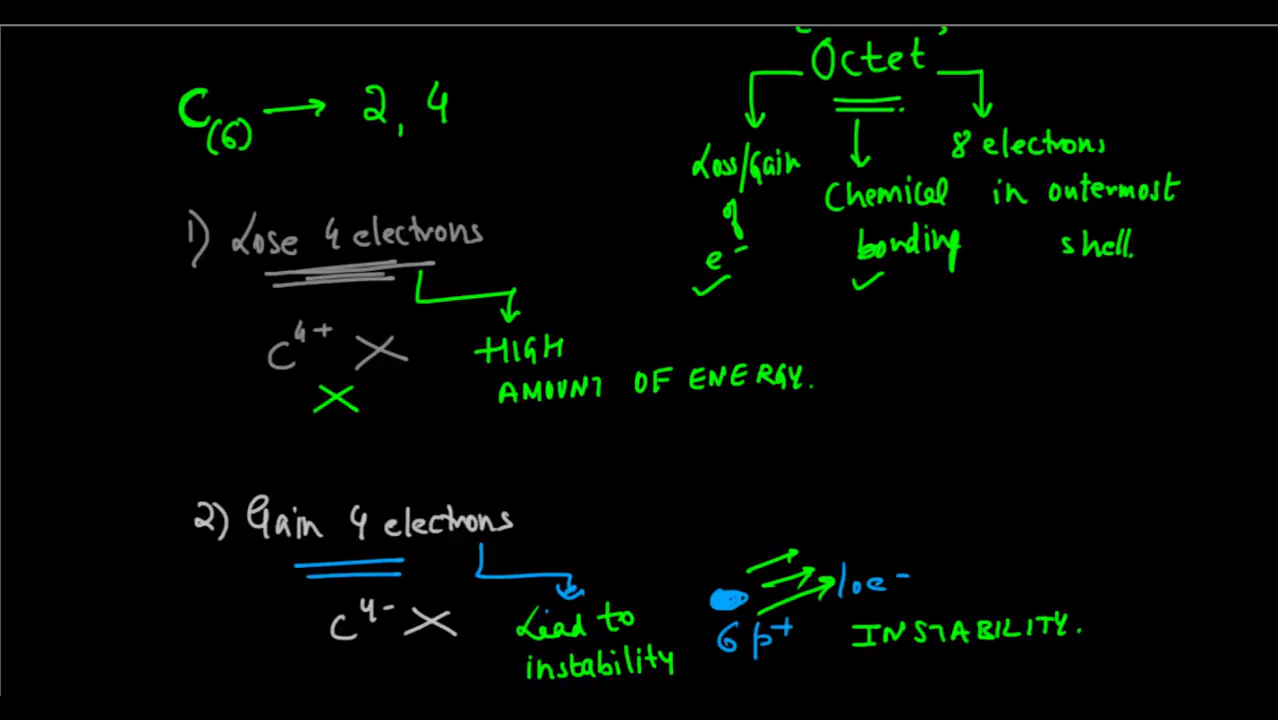 Octet
C(6) → 2, 4
Loss/Gain
of
e-
Chemical
bonding
8 electrons
in outermost
shell.
1) Lose 4 electrons
C4+ X
X
HIGH
AMOUNT OF ENERGY.
2) Gain 4 electrons
C4- X
Lead to
instability
6 p+
10e-
INSTABILITY.